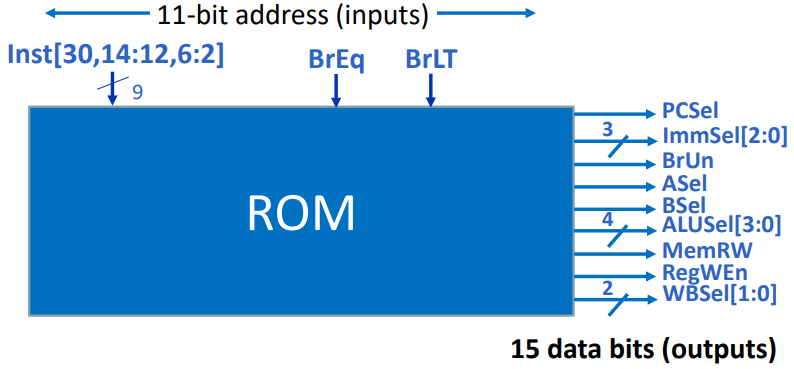 11-bit address (inputs)
Inst[30,14:12,6:2]
BrEq
BrLT
9
ROM
PCSel
3
ImmSel[2:0]
BrUn
ASel
BSel
4
ALUSel[3:0]
MemRW
RegWEn
2
WBSel[1:0]
15 data bits (outputs)